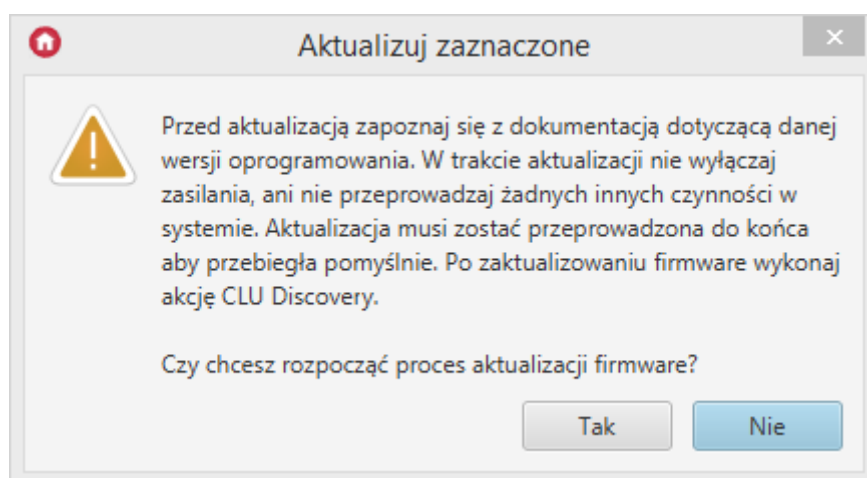 Aktualizuj zaznaczone
Przed aktualizacją zapoznaj się z dokumentacją dotyczącą danej
wersji oprogramowania. W trakcie aktualizacji nie wyłączaj
zasilania, ani nie przeprowadzaj żadnych innych czynności w
systemie. Aktualizacja musi zostać przeprowadzona do końca
aby przebiegła pomyślnie. Po zaktualizowaniu firmware wykonaj
akcję CLU Discovery.
Czy chcesz rozpocząć proces aktualizacji firmware?
Tak
Nie